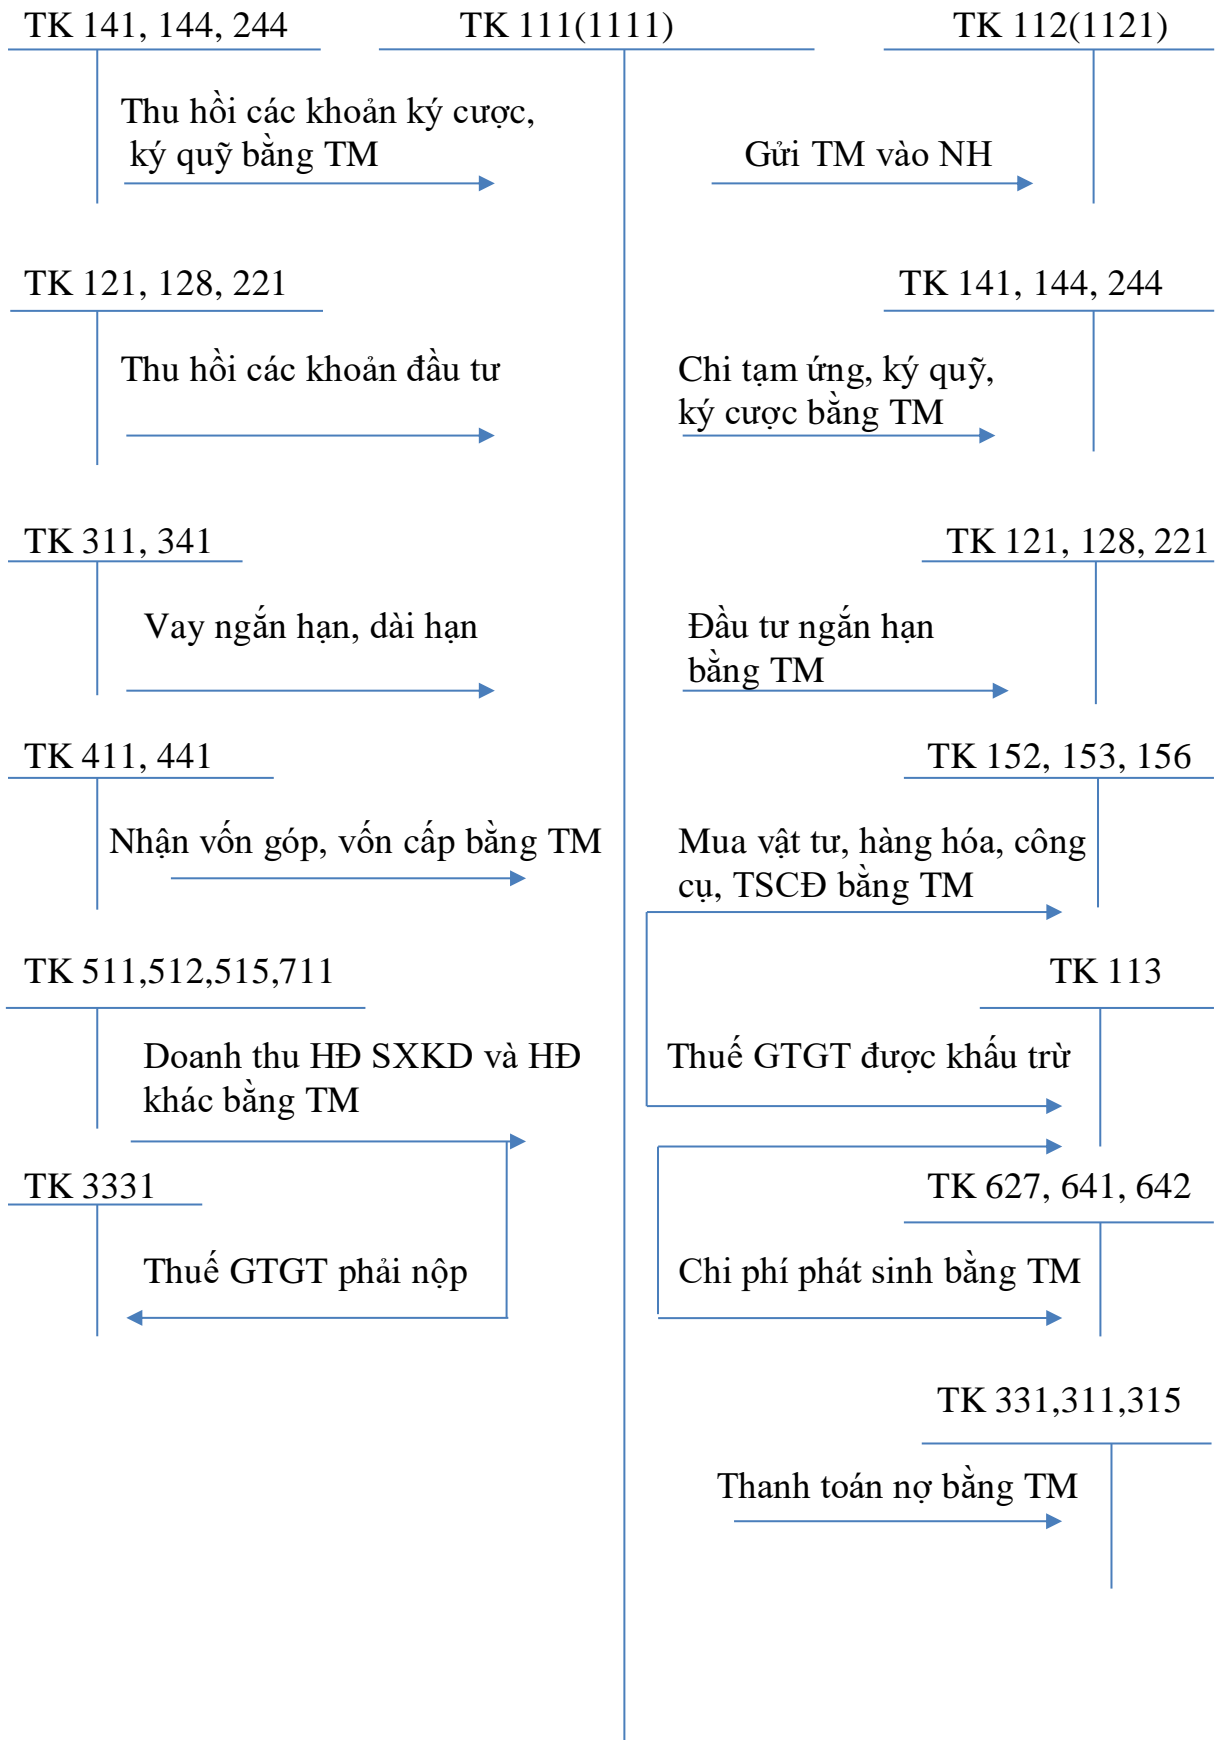 TK 141, 144, 244
TK 111(1111)
TK 112(1121)
Thu hồi các khoản ký cược,
ký quỹ bằng TM
Gửi TM vào NH
TK 121, 128, 221
TK 141, 144, 244
Thu hồi các khoản đầu tư
Chi tạm ứng, ký quỹ,
ký cược bằng TM
TK 311, 341
TK 121, 128, 221
Vay ngắn hạn, dài hạn
Đầu tư ngắn hạn
bằng TM
TK 411, 441
TK 152, 153, 156
Nhận vốn góp, vốn cấp bằng TM
Mua vật tư, hàng hóa, công
cụ, TSCĐ bằng TM
TK 511,512,515,711
TK 113
Doanh thu HĐ SXKD và HĐ
khác bằng TM
Thuế GTGT được khấu trừ
TK 3331
TK 627, 641, 642
Thuế GTGT phải nộp
Chi phí phát sinh bằng TM
TK 331,311,315
Thanh toán nợ bằng TM